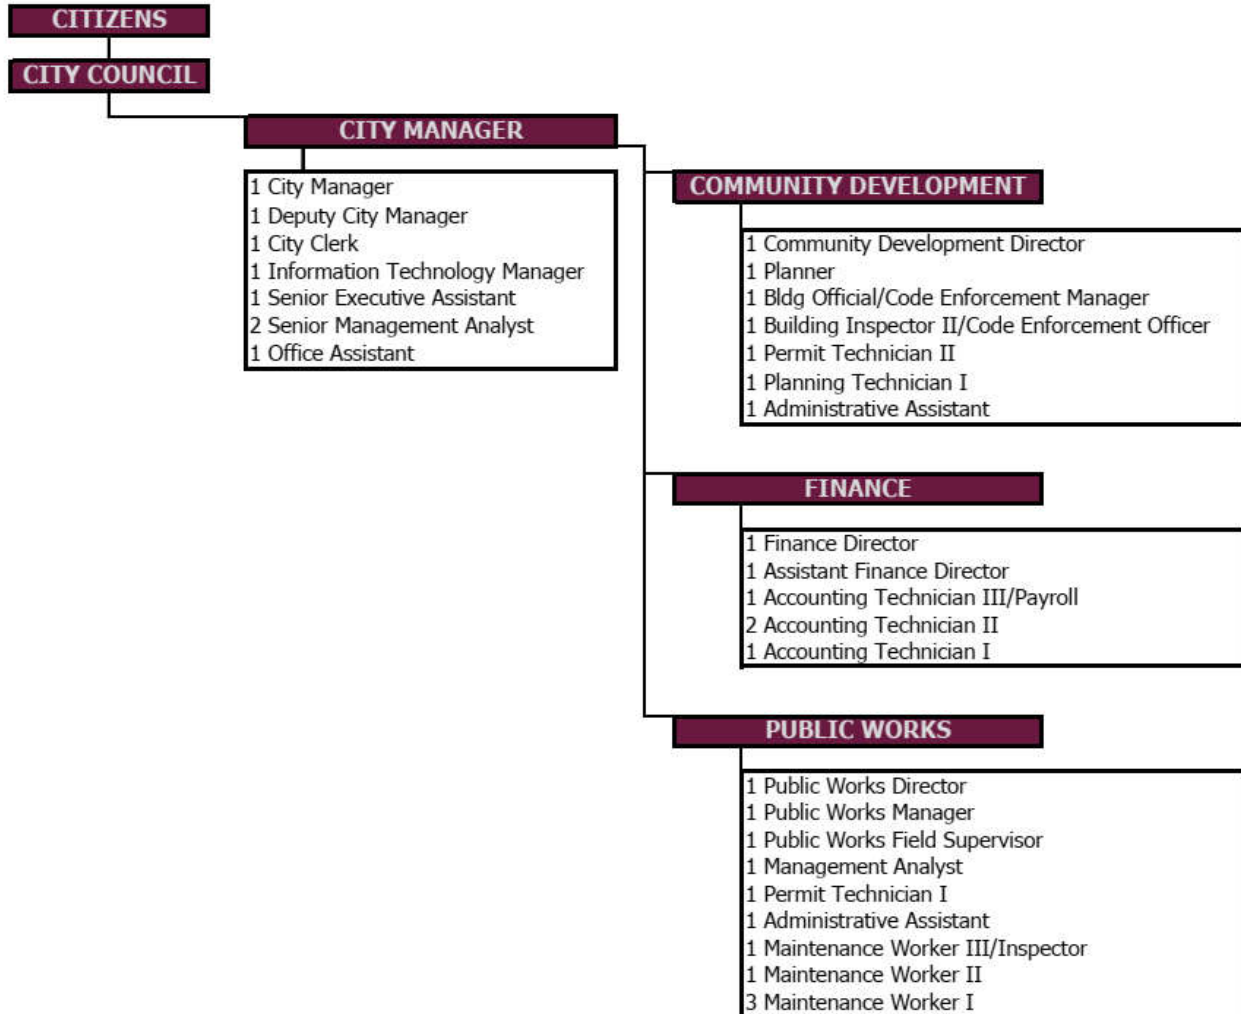 CITIZENS
CITY COUNCIL
CITY MANAGER
1 City Manager
1 Deputy City Manager
1 City Clerk
1 Information Technology Manager
1 Senior Executive Assistant
2 Senior Management Analyst
1 Office Assistant
COMMUNITY DEVELOPMENT
1 Community Development Director
1 Planner
1 Bldg Official/Code Enforcement Manager
1 Building Inspector II/Code Enforcement Officer
1 Permit Technician II
1 Planning Technician I
1 Administrative Assistant
FINANCE
1 Finance Director
1 Assistant Finance Director
1 Accounting Technician III/Payroll
2 Accounting Technician II
1 Accounting Technician I
PUBLIC WORKS
1 Public Works Director
1 Public Works Manager
1 Public Works Field Supervisor
1 Management Analyst
1 Permit Technician I
1 Administrative Assistant
1 Maintenance Worker III/Inspector
1 Maintenance Worker II
3 Maintenance Worker I